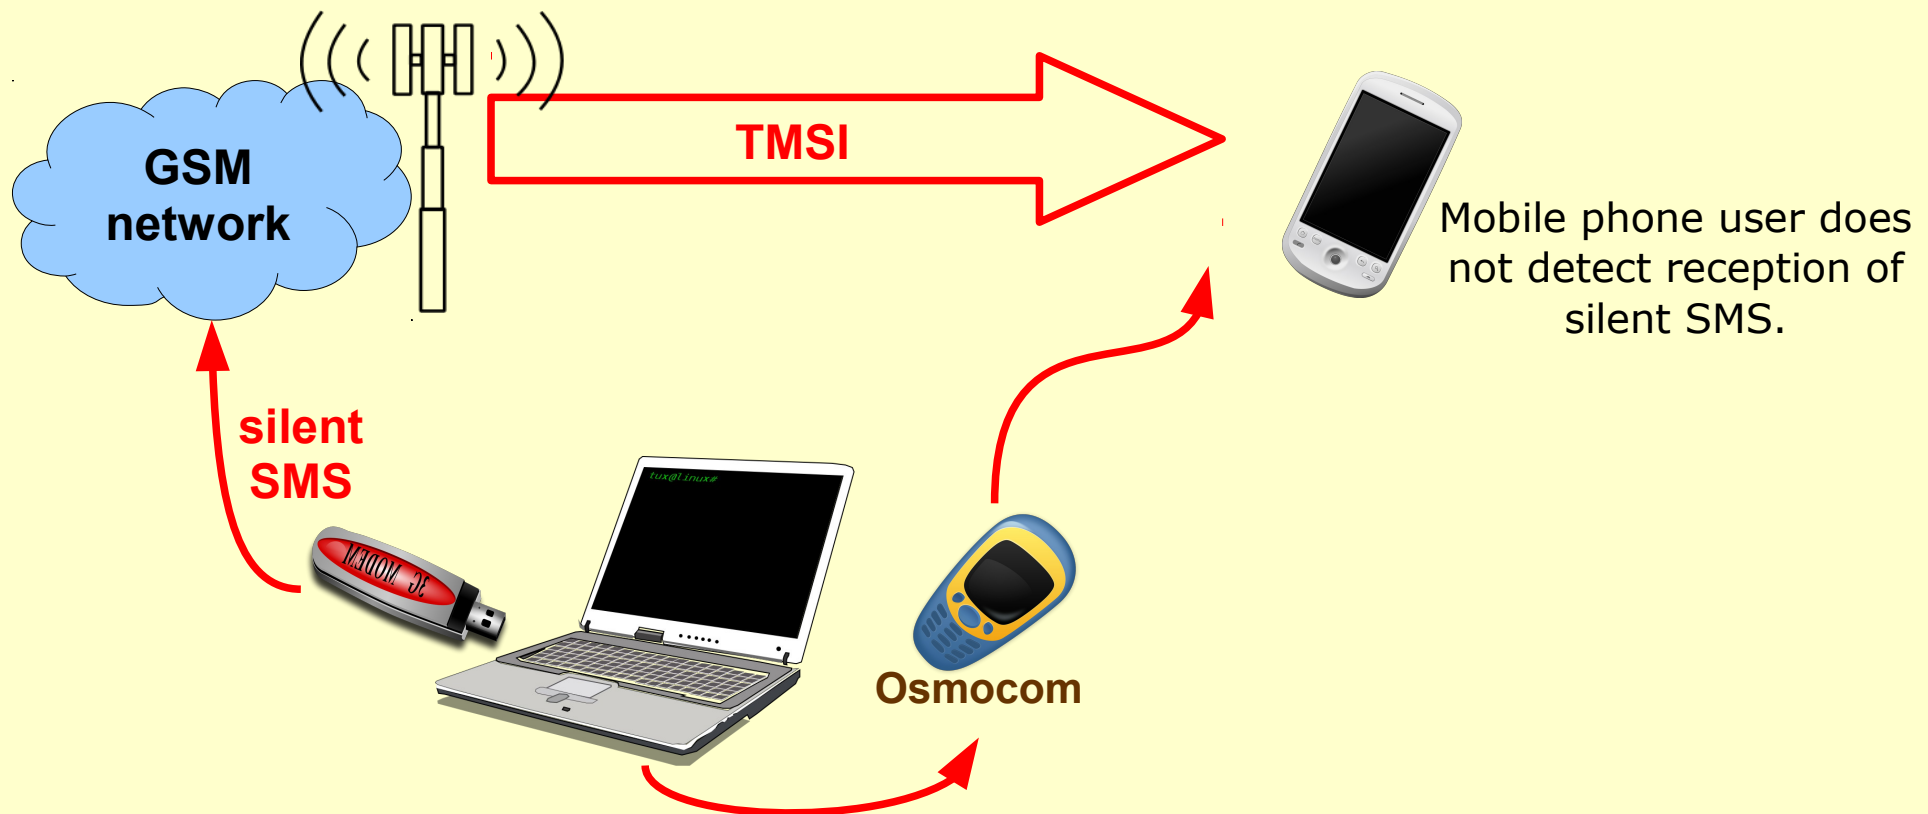 GSM
network
TMSI
Mobile phone user does
not detect reception of
silent SMS.
silent
SMS
tux@linux#
3G MODEM
Osmocom